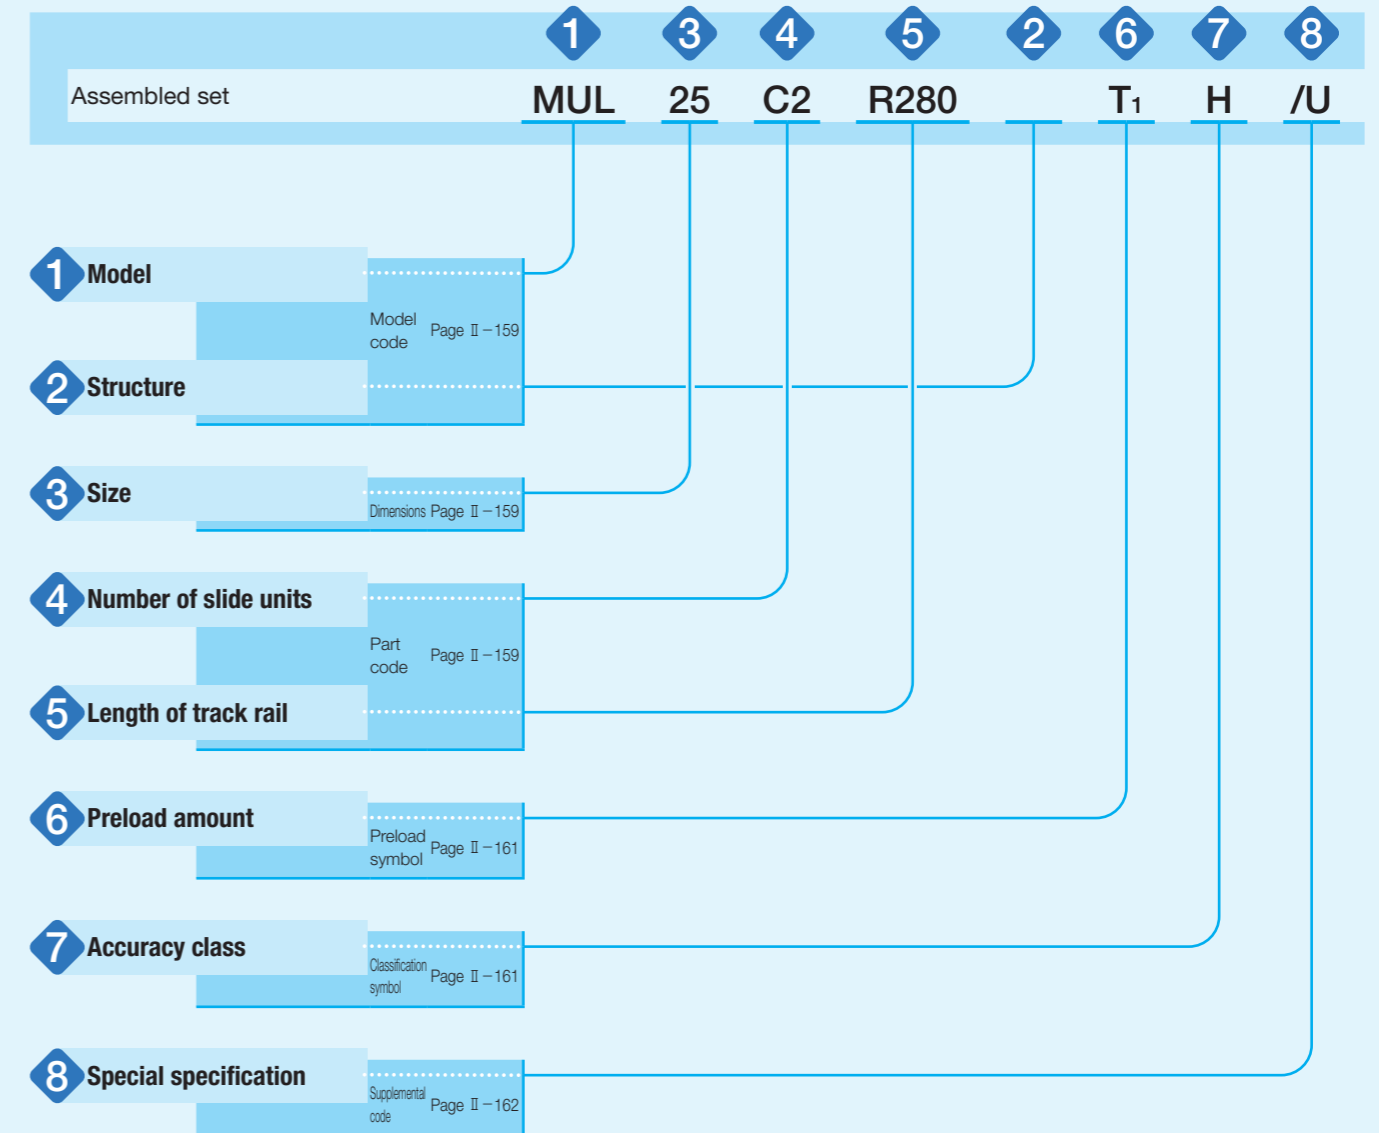 1 3 4 5 2 6 7 8
Assembled set MUL 25 C2 R280 T1 H /U
1 Model
Model code Page Ⅱ-159
2 Structure
3 Size
Dimensions Page Ⅱ-159
4 Number of slide units
Part code Page Ⅱ-159
5 Length of track rail
6 Preload amount
Preload symbol Page Ⅱ-161
7 Accuracy class
Classification symbol Page Ⅱ-161
8 Special specification
Supplemental code Page Ⅱ-162